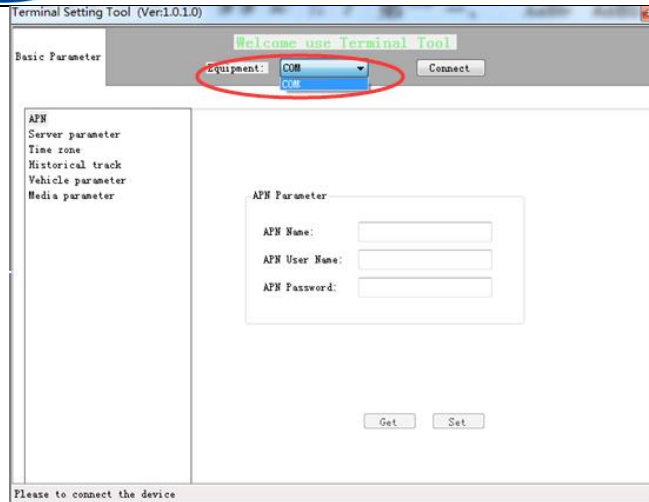 Terminal Setting Tool (Ver:1.0.1.0)
Welcome use Terminal Tool
Basic Parameter
Equipment: COM Connect
COM
APN
Server parameter
Time zone
Historical track
Vehicle parameter
Media parameter
APN Parameter
APN Name:
APN User Name:
APN Password:
Get Set
Please to connect the device